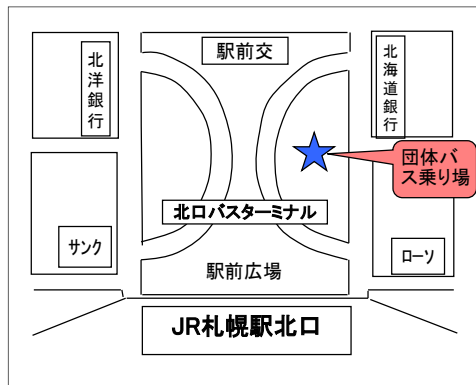 駅前交
北洋銀行
北海道銀行
団体バ
ス乗り場
北口バスターミナル
サンク
ローソ
駅前広場
JR札幌駅北口